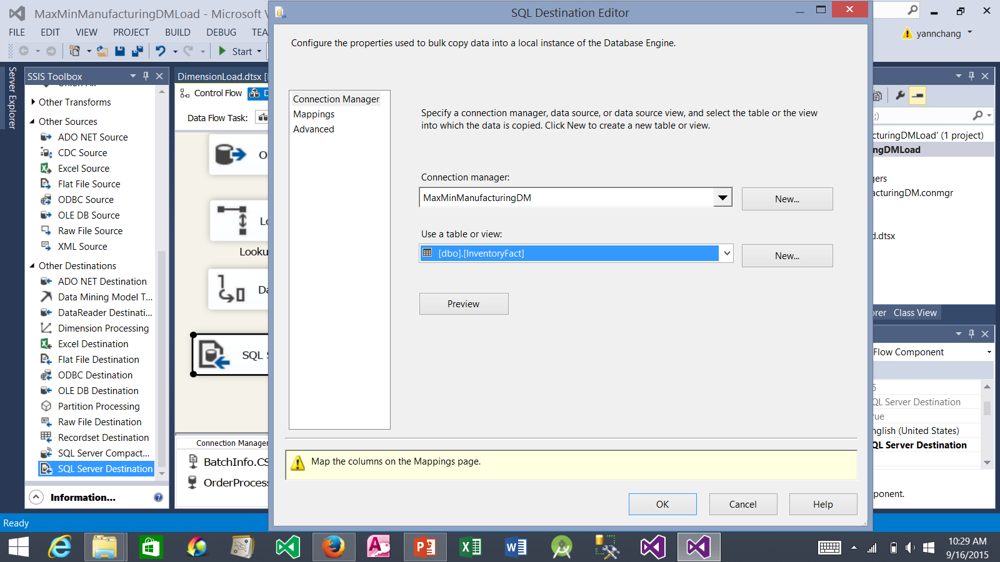 MaxMinManufacturingDMLoad - Microsoft V
SQL Destination Editor
FILE EDIT VIEW PROJECT BUILD DEBUG TEA
yannchang
Start
Configure the properties used to bulk copy data into a local instance of the Database Engine.
Server Explorer
SSIS Toolbox
Other Transforms
Other Sources
ADO NET Source
CDC Source
Excel Source
Flat File Source
ODBC Source
OLE DB Source
Raw File Source
XML Source
Other Destinations
ADO NET Destination
Data Mining Model T...
DataReader Destinati...
Dimension Processing
Excel Destination
Flat File Destination
ODBC Destination
OLE DB Destination
Partition Processing
Raw File Destination
Recordset Destination
SQL Server Compact...
SQL Server Destination
Information...
DimensionLoad.dtsx [
Control Flow D
Data Flow Task:
O
Lo
Looku
Da
SQL S
Connection Manager
BatchInfo.CS
OrderProcess
Connection Manager
Mappings
Advanced
Specify a connection manager, data source, or data source view, and select the table or the view
into which the data is copied. Click New to create a new table or view.
Connection manager:
MaxMinManufacturingDM
New...
Use a table or view:
[dbo].[InventoryFact]
New...
Preview
Map the columns on the Mappings page.
OK Cancel Help
;)
cturingDMLoad' (1 project)
ngDMLoad
gers
acturingDM.conmgr
d.dtsx
orer Class View
Flow Component
QL Server Destination
rue
nglish (United States)
QL Server Destination
ponent.
Ready
10:29 AM
9/16/2015